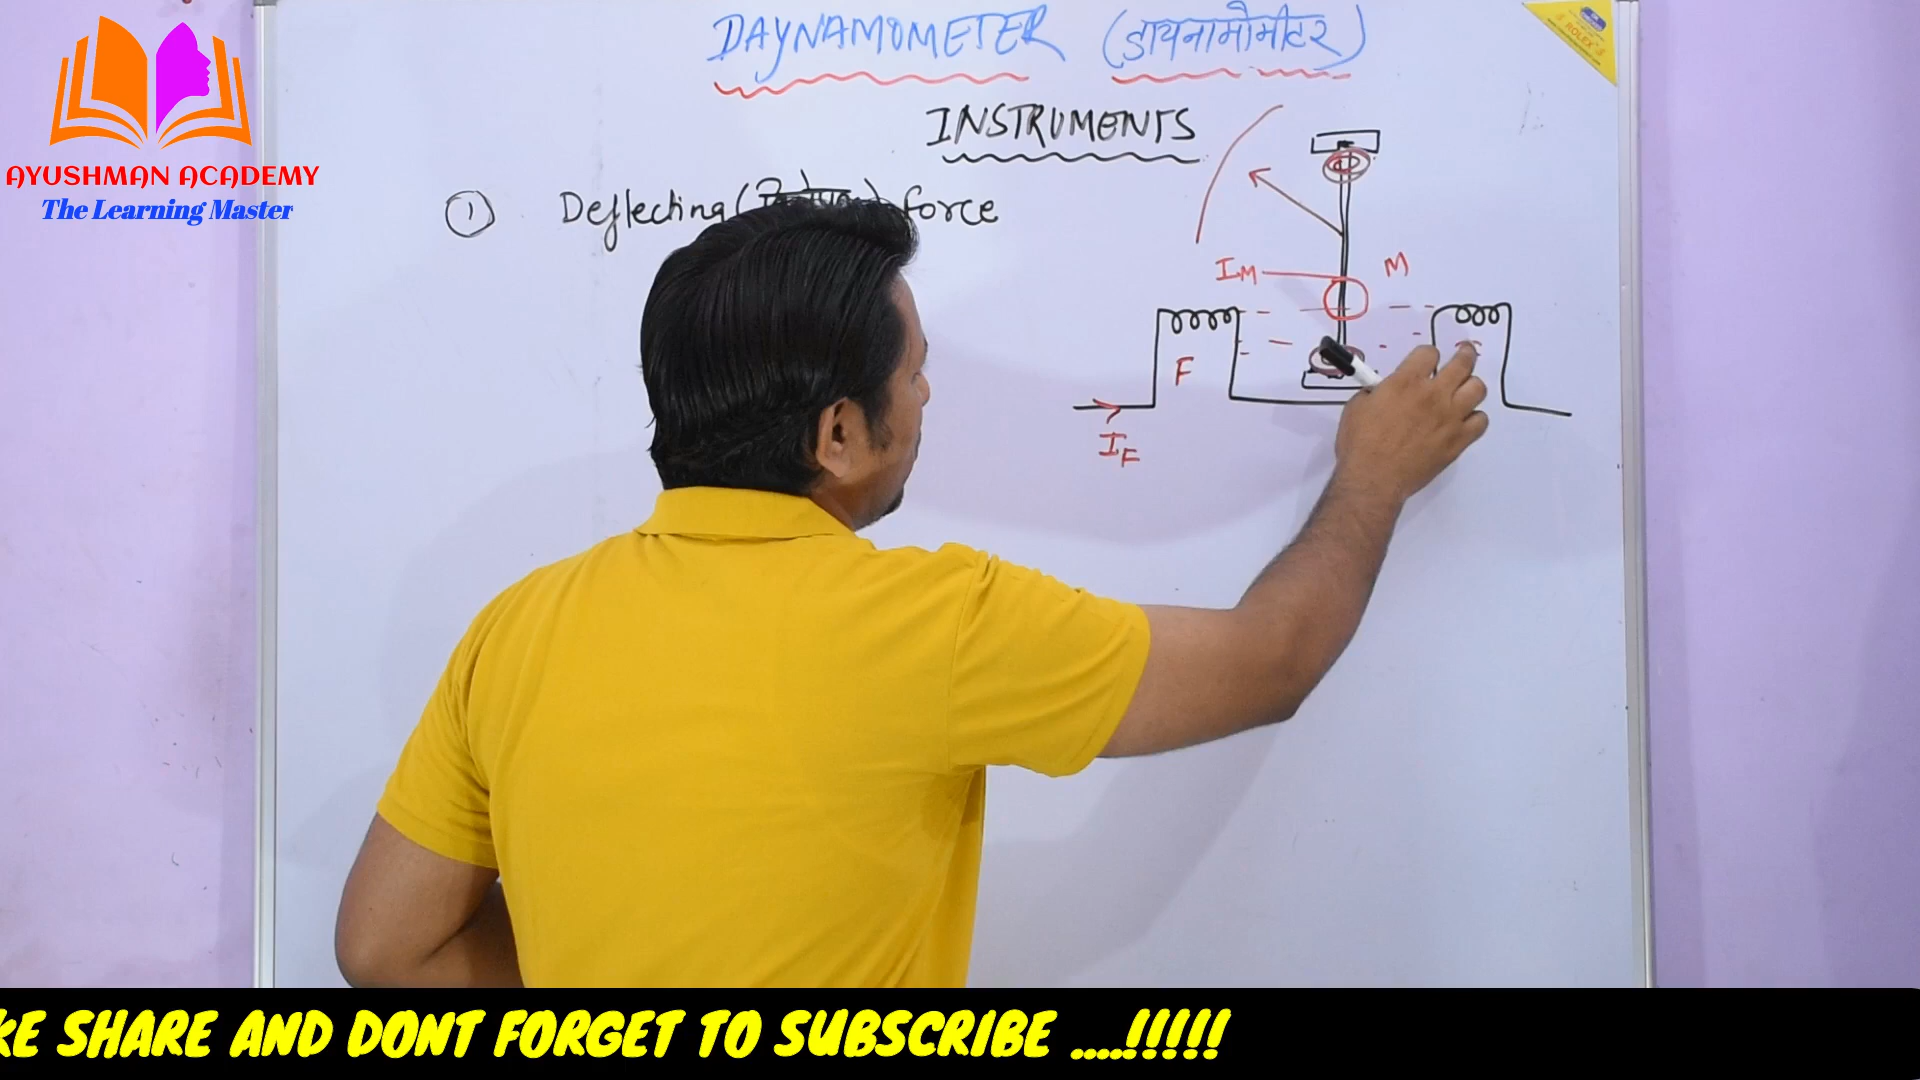 DAYNAMOMETER (डायनामोमीटर)
INSTRUMENTS
① Deflecting force
IM M
F
IF
AYUSHMAN ACADEMY
The Learning Master
ROLEX
KE SHARE AND DONT FORGET TO SUBSCRIBE ....!!!!!